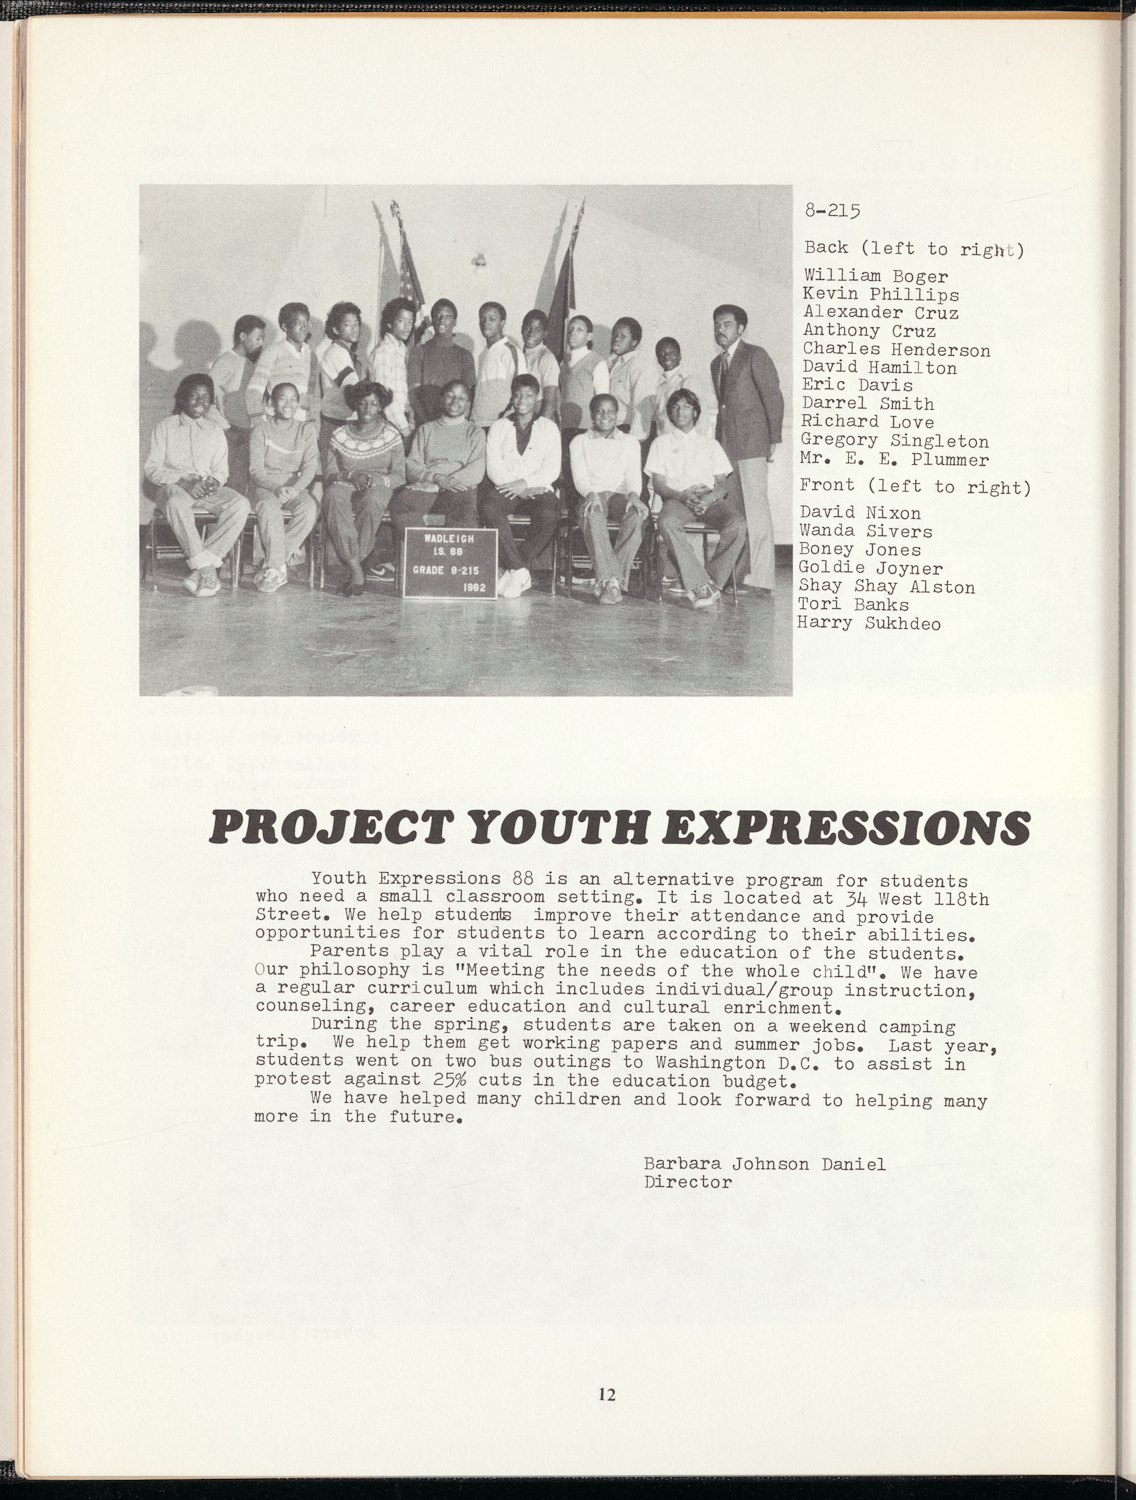 8-215
Back (left to right)
William Boger
Kevin Phillips
Alexander Cruz
Anthony Cruz
Charles Henderson
David Hamilton
Eric Davis
Darrel Smith
Richard Love
Gregory Singleton
Mr. E. E. Plummer
Front (left to right)
David Nixon
Wanda Sivers
Boney Jones
Goldie Joyner
Shay Shay Alston
Tori Banks
Harry Sukhdeo
WADLEIGH
I.S. 88
GRADE 8-215
1982
PROJECT YOUTH EXPRESSIONS
Youth Expressions 88 is an alternative program for students
who need a small classroom setting. It is located at 34 West 118th
Street. We help students improve their attendance and provide
opportunities for students to learn according to their abilities.
Parents play a vital role in the education of the students.
Our philosophy is "Meeting the needs of the whole child". We have
a regular curriculum which includes individual/group instruction,
counseling, career education and cultural enrichment.
During the spring, students are taken on a weekend camping
trip. We help them get working papers and summer jobs. Last year,
students went on two bus outings to Washington D.C. to assist in
protest against 25% cuts in the education budget.
We have helped many children and look forward to helping many
more in the future.
Barbara Johnson Daniel
Director
12